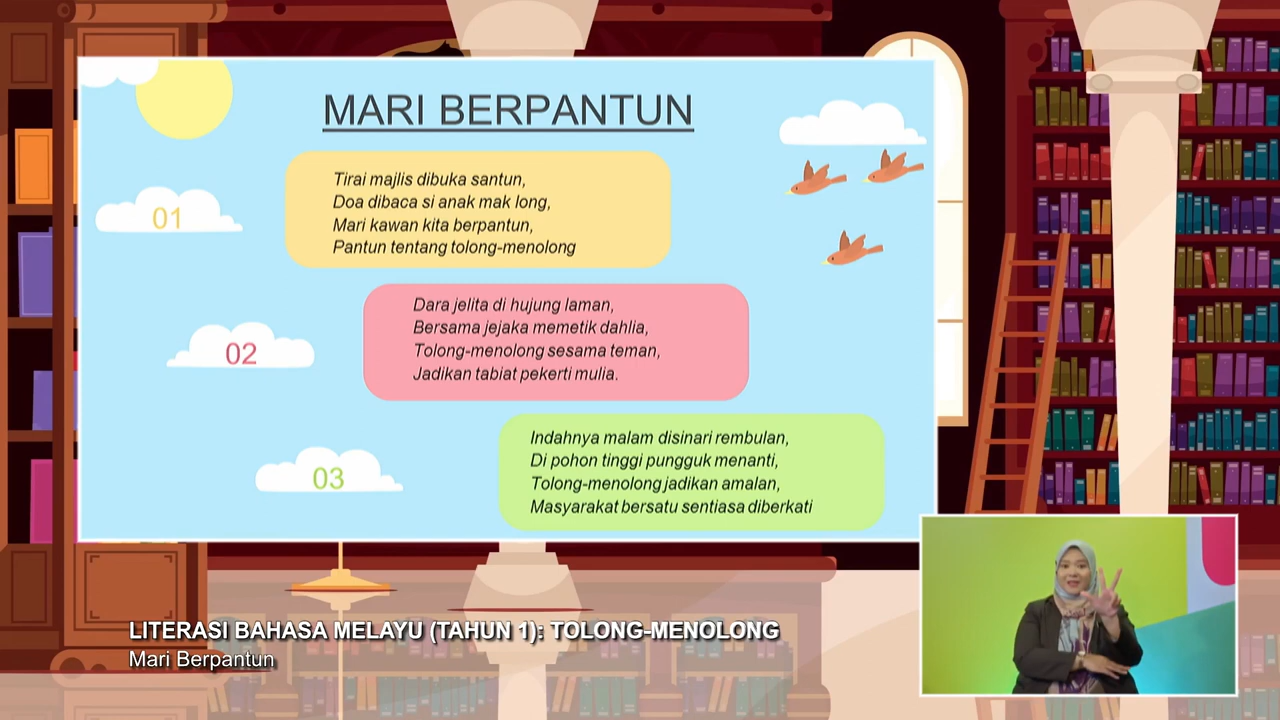 MARI BERPANTUN
01
Tirai majlis dibuka santun,
Doa dibaca si anak mak long,
Mari kawan kita berpantun,
Pantun tentang tolong-menolong
02
Dara jelita di hujung laman,
Bersama jejaka memetik dahlia,
Tolong-menolong sesama teman,
Jadikan tabiat pekerti mulia.
03
Indahnya malam disinari rembulan,
Di pohon tinggi pungguk menanti,
Tolong-menolong jadikan amalan,
Masyarakat bersatu sentiasa diberkati
LITERASI BAHASA MELAYU (TAHUN 1): TOLONG-MENOLONG
Mari Berpantun